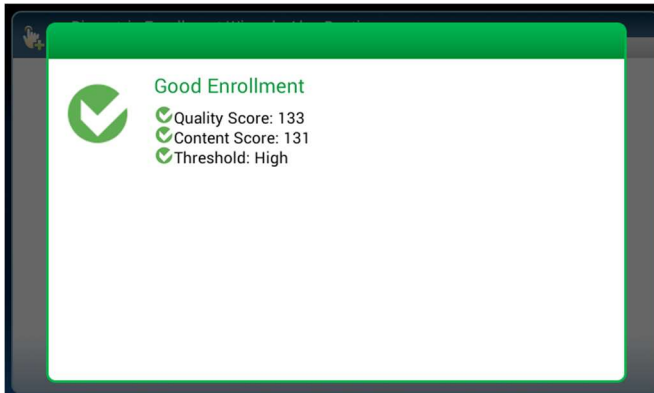 Good Enrollment
Quality Score: 133
Content Score: 131
Threshold: High